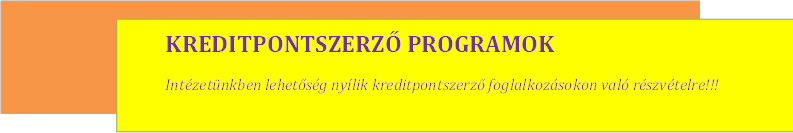 KREDITPONTSZERZŐ PROGRAMOK
Intézetünkben lehetőség nyílik kreditpontszerző foglalkozásokon való részvételre!!!